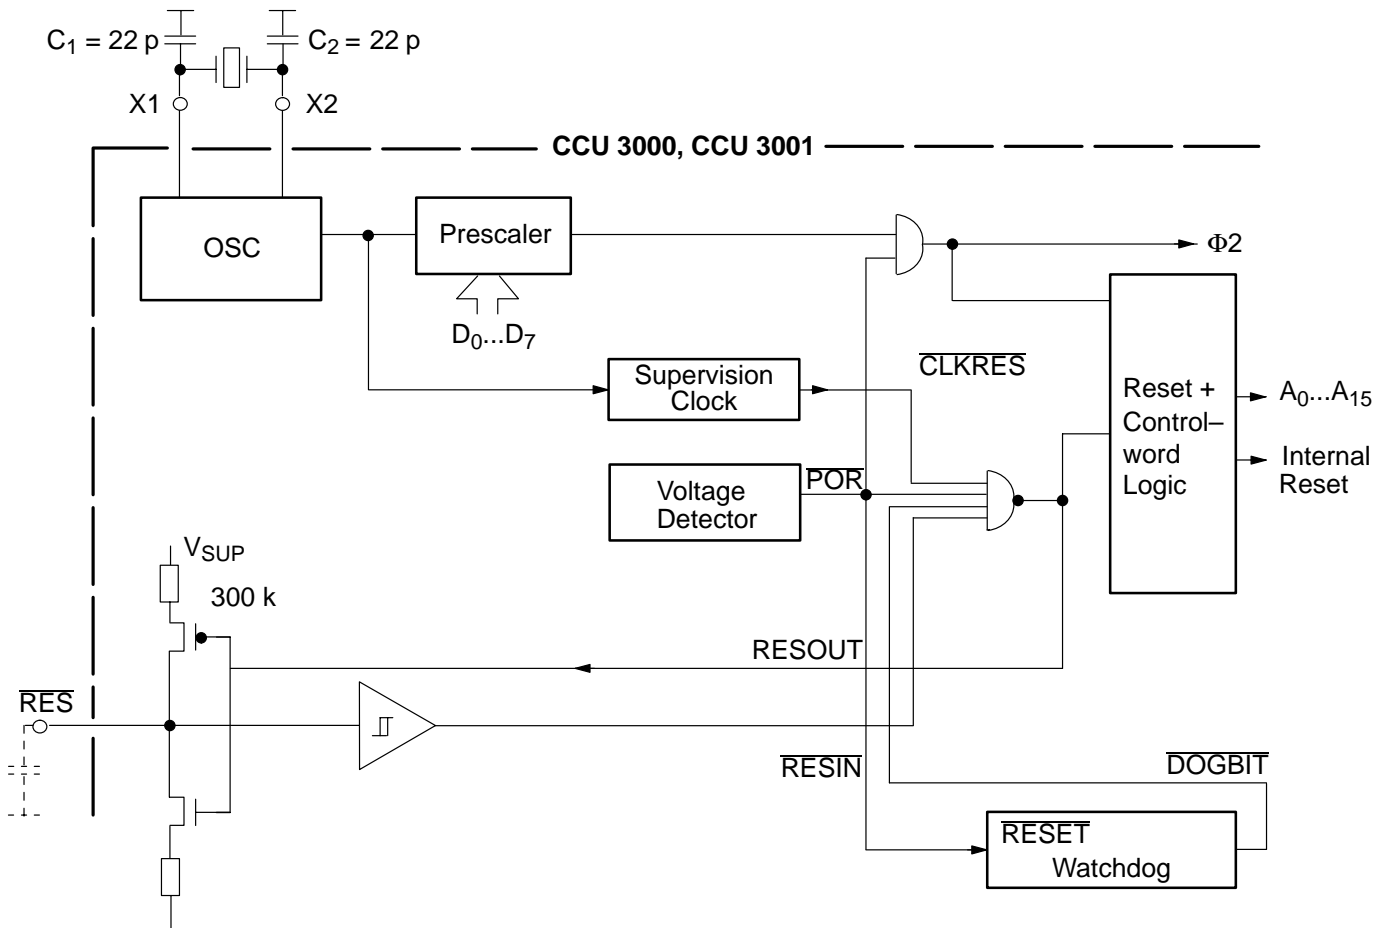 C1 = 22 p
C2 = 22 p
X1
X2
CCU 3000, CCU 3001
OSC
Prescaler
Φ2
D0...D7
CLKRES
Supervision
Clock
Reset +
Control–
word
Logic
A0...A15
Internal
Reset
POR
Voltage
Detector
VSUP
300 k
RESOUT
RES
RESIN
DOGBIT
RESET
Watchdog